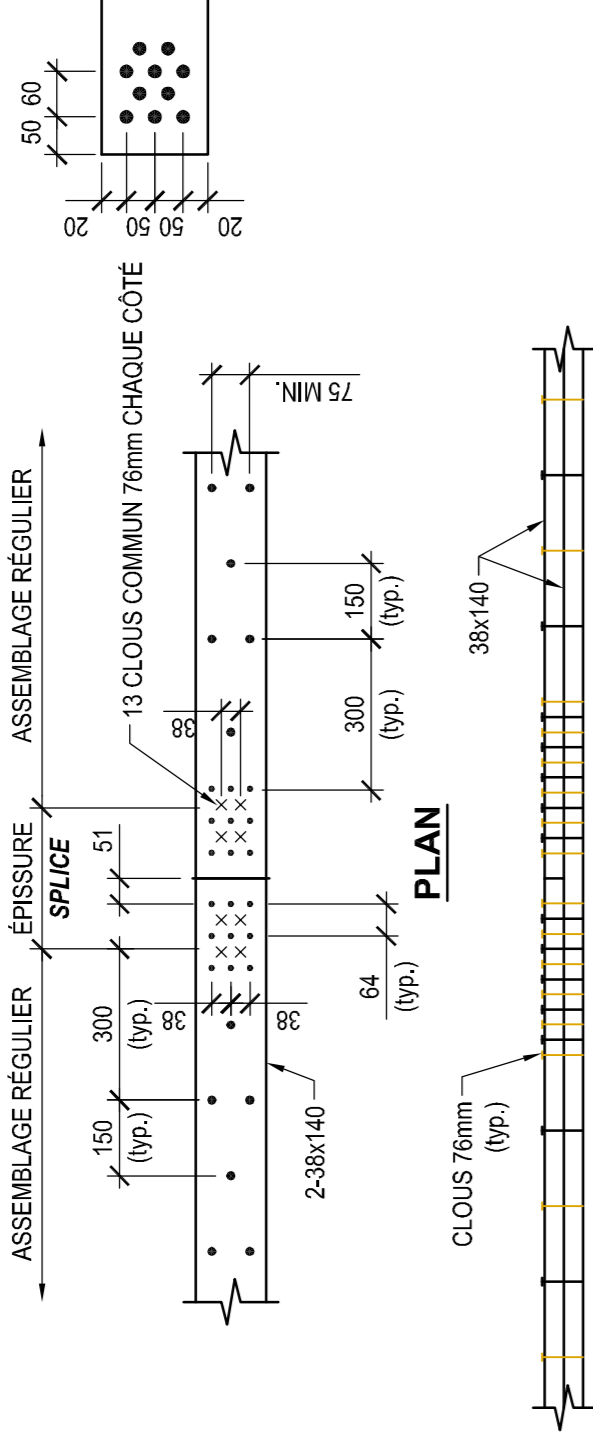 ASSEMBLAGE RÉGULIER
ÉPISSURE
SPLICE
ASSEMBLAGE RÉGULIER
150
(typ.)
300
(typ.)
51
13 CLOUS COMMUN 76mm CHAQUE CÔTÉ
38
38
38
75 MIN.
2-38x140
64
(typ.)
300
(typ.)
150
(typ.)
PLAN
50
60
20
50
50
20
CLOUS 76mm
(typ.)
38x140